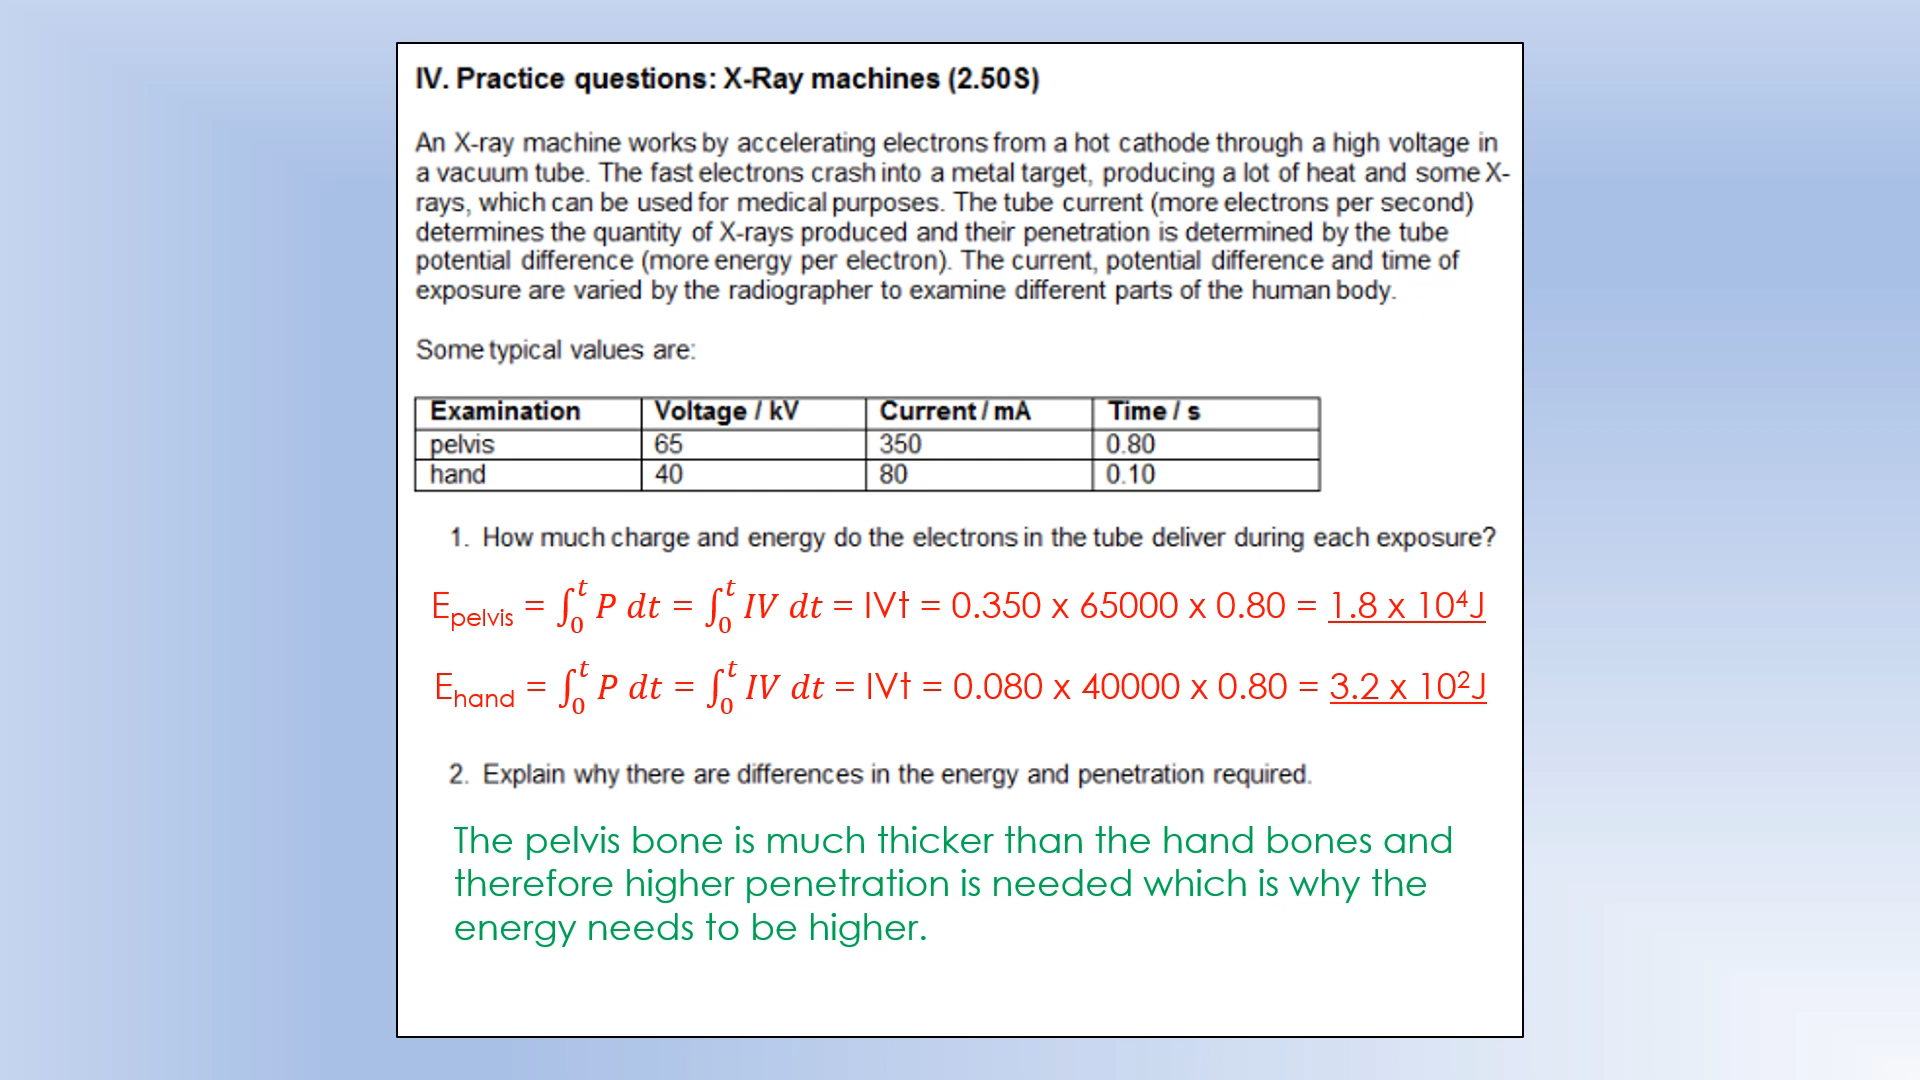 IV. Practice questions: X-Ray machines (2.50S)
An X-ray machine works by accelerating electrons from a hot cathode through a high voltage in
a vacuum tube. The fast electrons crash into a metal target, producing a lot of heat and some X-
rays, which can be used for medical purposes. The tube current (more electrons per second)
determines the quantity of X-rays produced and their penetration is determined by the tube
potential difference (more energy per electron). The current, potential difference and time of
exposure are varied by the radiographer to examine different parts of the human body.
Some typical values are:
Examination Voltage / kV Current / mA Time / s
pelvis 65 350 0.80
hand 40 80 0.10
1. How much charge and energy do the electrons in the tube deliver during each exposure?
E_pelvis = ∫₀ᵗ P dt = ∫₀ᵗ IV dt = IVt = 0.350 x 65000 x 0.80 = 1.8 x 10⁴J
E_hand = ∫₀ᵗ P dt = ∫₀ᵗ IV dt = IVt = 0.080 x 40000 x 0.80 = 3.2 x 10²J
2. Explain why there are differences in the energy and penetration required.
The pelvis bone is much thicker than the hand bones and
therefore higher penetration is needed which is why the
energy needs to be higher.